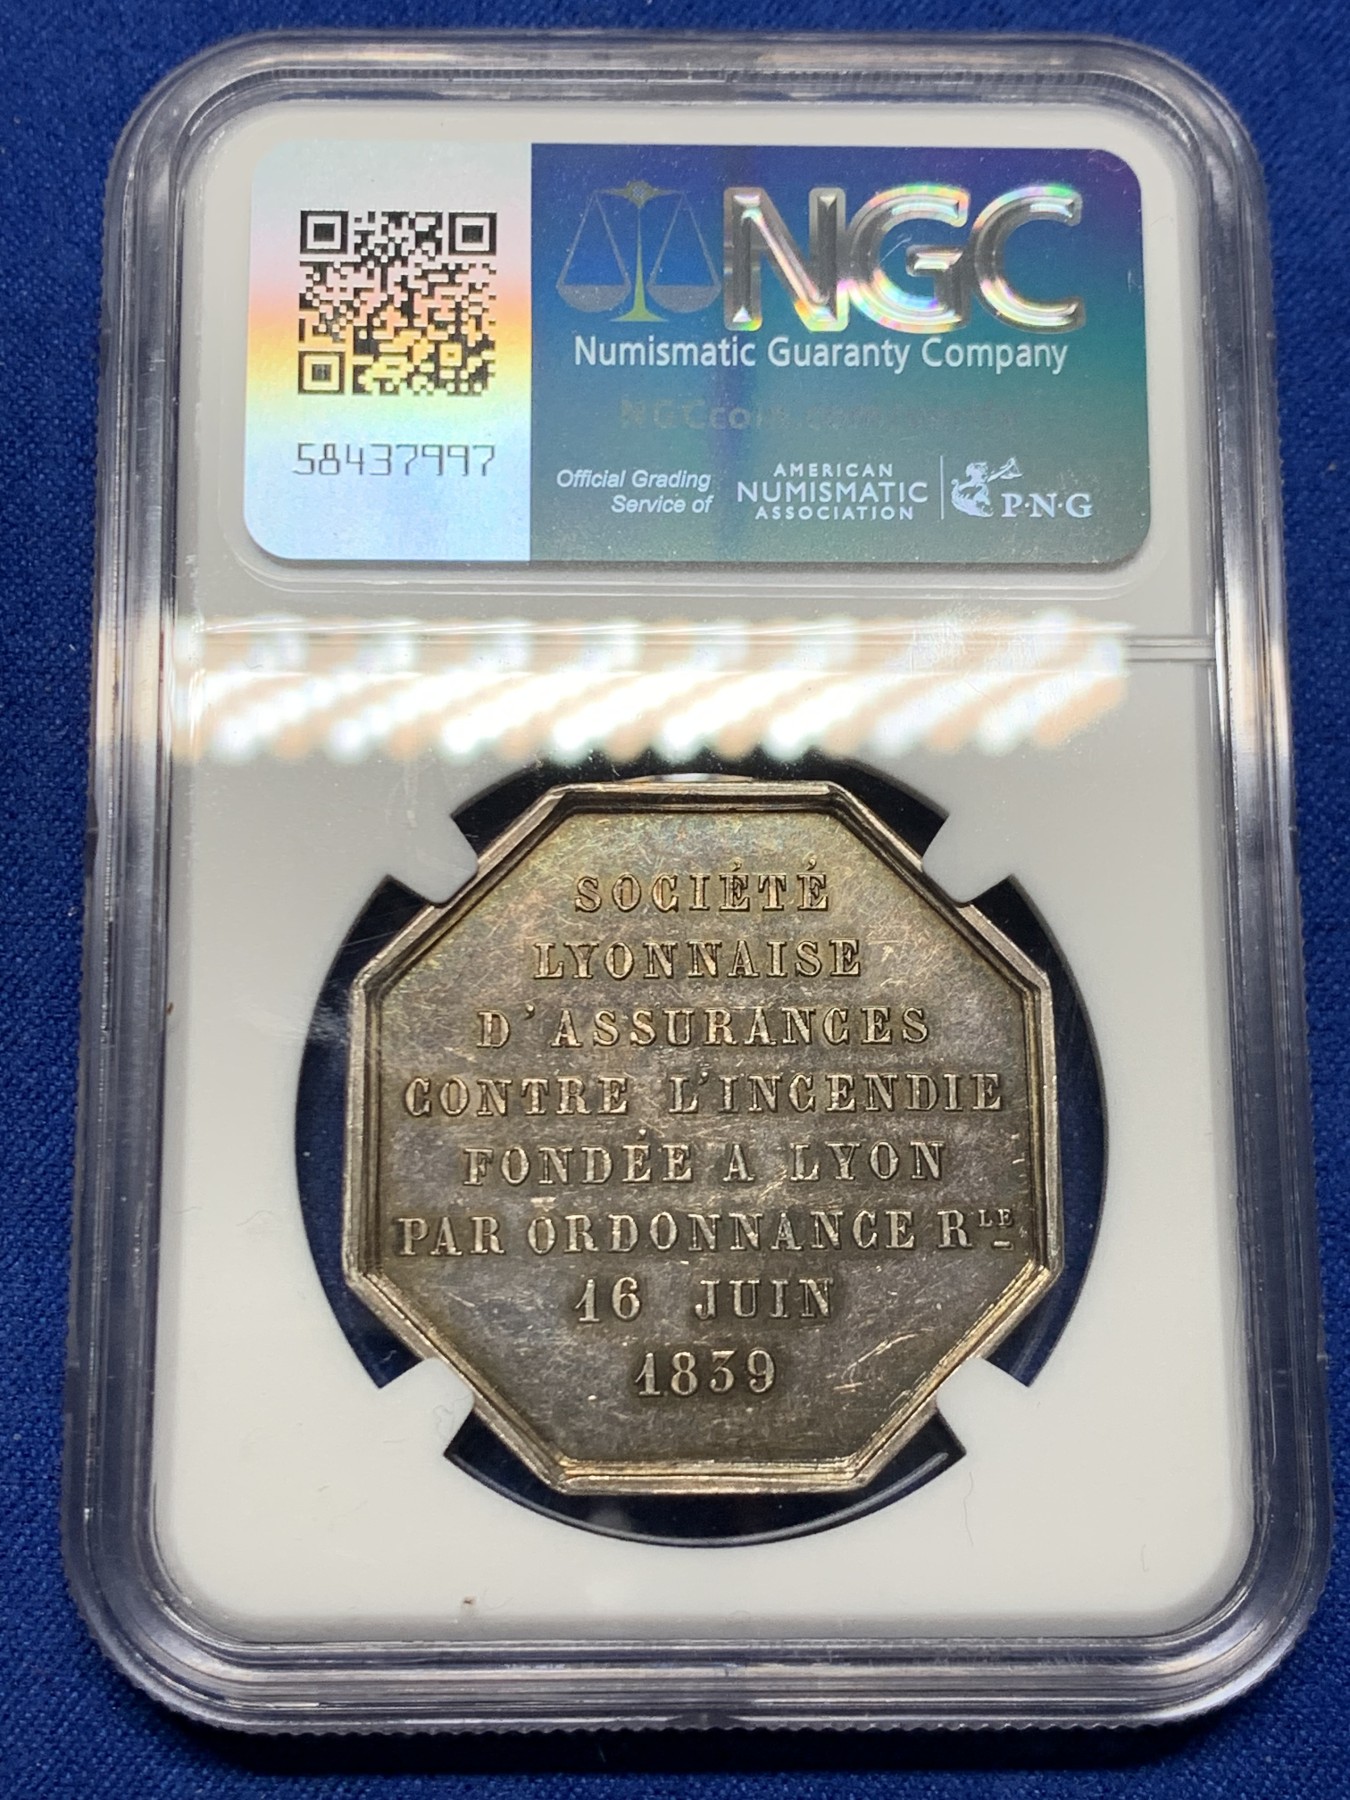 NGC
Numismatic Guaranty Company
58437997
Official Grading
Service of
AMERICAN
NUMISMATIC
ASSOCIATION
P·N·G
SOCIÉTÉ
LYONNAISE
D'ASSURANCES
CONTRE L'INCENDIE
FONDÉE A LYON
PAR ORDONNANCE RLE
16 JUIN
1839